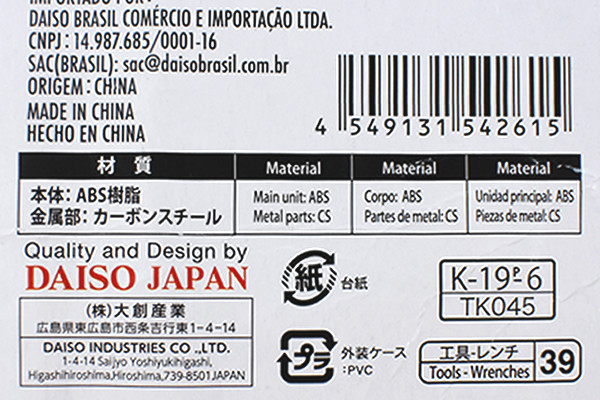 IMPORTADO POR:
DAISO BRASIL COMÉRCIO E IMPORTAÇÃO LTDA.
CNPJ: 14.987.685/0001-16
SAC(BRASIL): sac@daisobrasil.com.br
ORIGEM: CHINA
MADE IN CHINA
HECHO EN CHINA
4 549131 542615
材質 Material Material Material
本体: ABS樹脂 Main unit: ABS Corpo: ABS Unidad principal: ABS
金属部: カーボンスチール Metal parts: CS Partes de metal: CS Piezas de metal: CS
Quality and Design by
DAISO JAPAN
(株)大創産業
広島県東広島市西条吉行東1-4-14
DAISO INDUSTRIES CO.,LTD.
1-4-14 Saijyo Yoshiyukihigashi,
Higashihiroshima,Hiroshima,739-8501,JAPAN
紙 台紙
プラ 外装ケース
:PVC
K-19-P-6
TK045
工具-レンチ
Tools - Wrenches
39